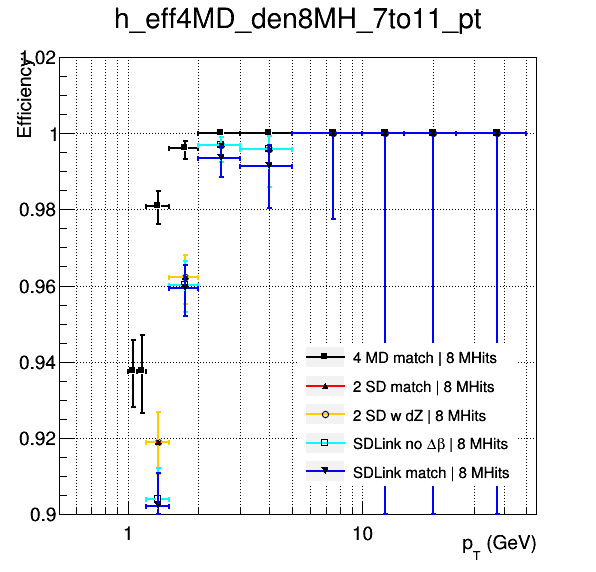 h_eff4MD_den8MH_7to11_pt
Efficiency
1.02
1
0.98
0.96
0.94
0.92
0.9
4 MD match | 8 MHits
2 SD match | 8 MHits
2 SD w dZ | 8 MHits
SDLink no Δβ | 8 MHits
SDLink match | 8 MHits
1
10
p_T (GeV)